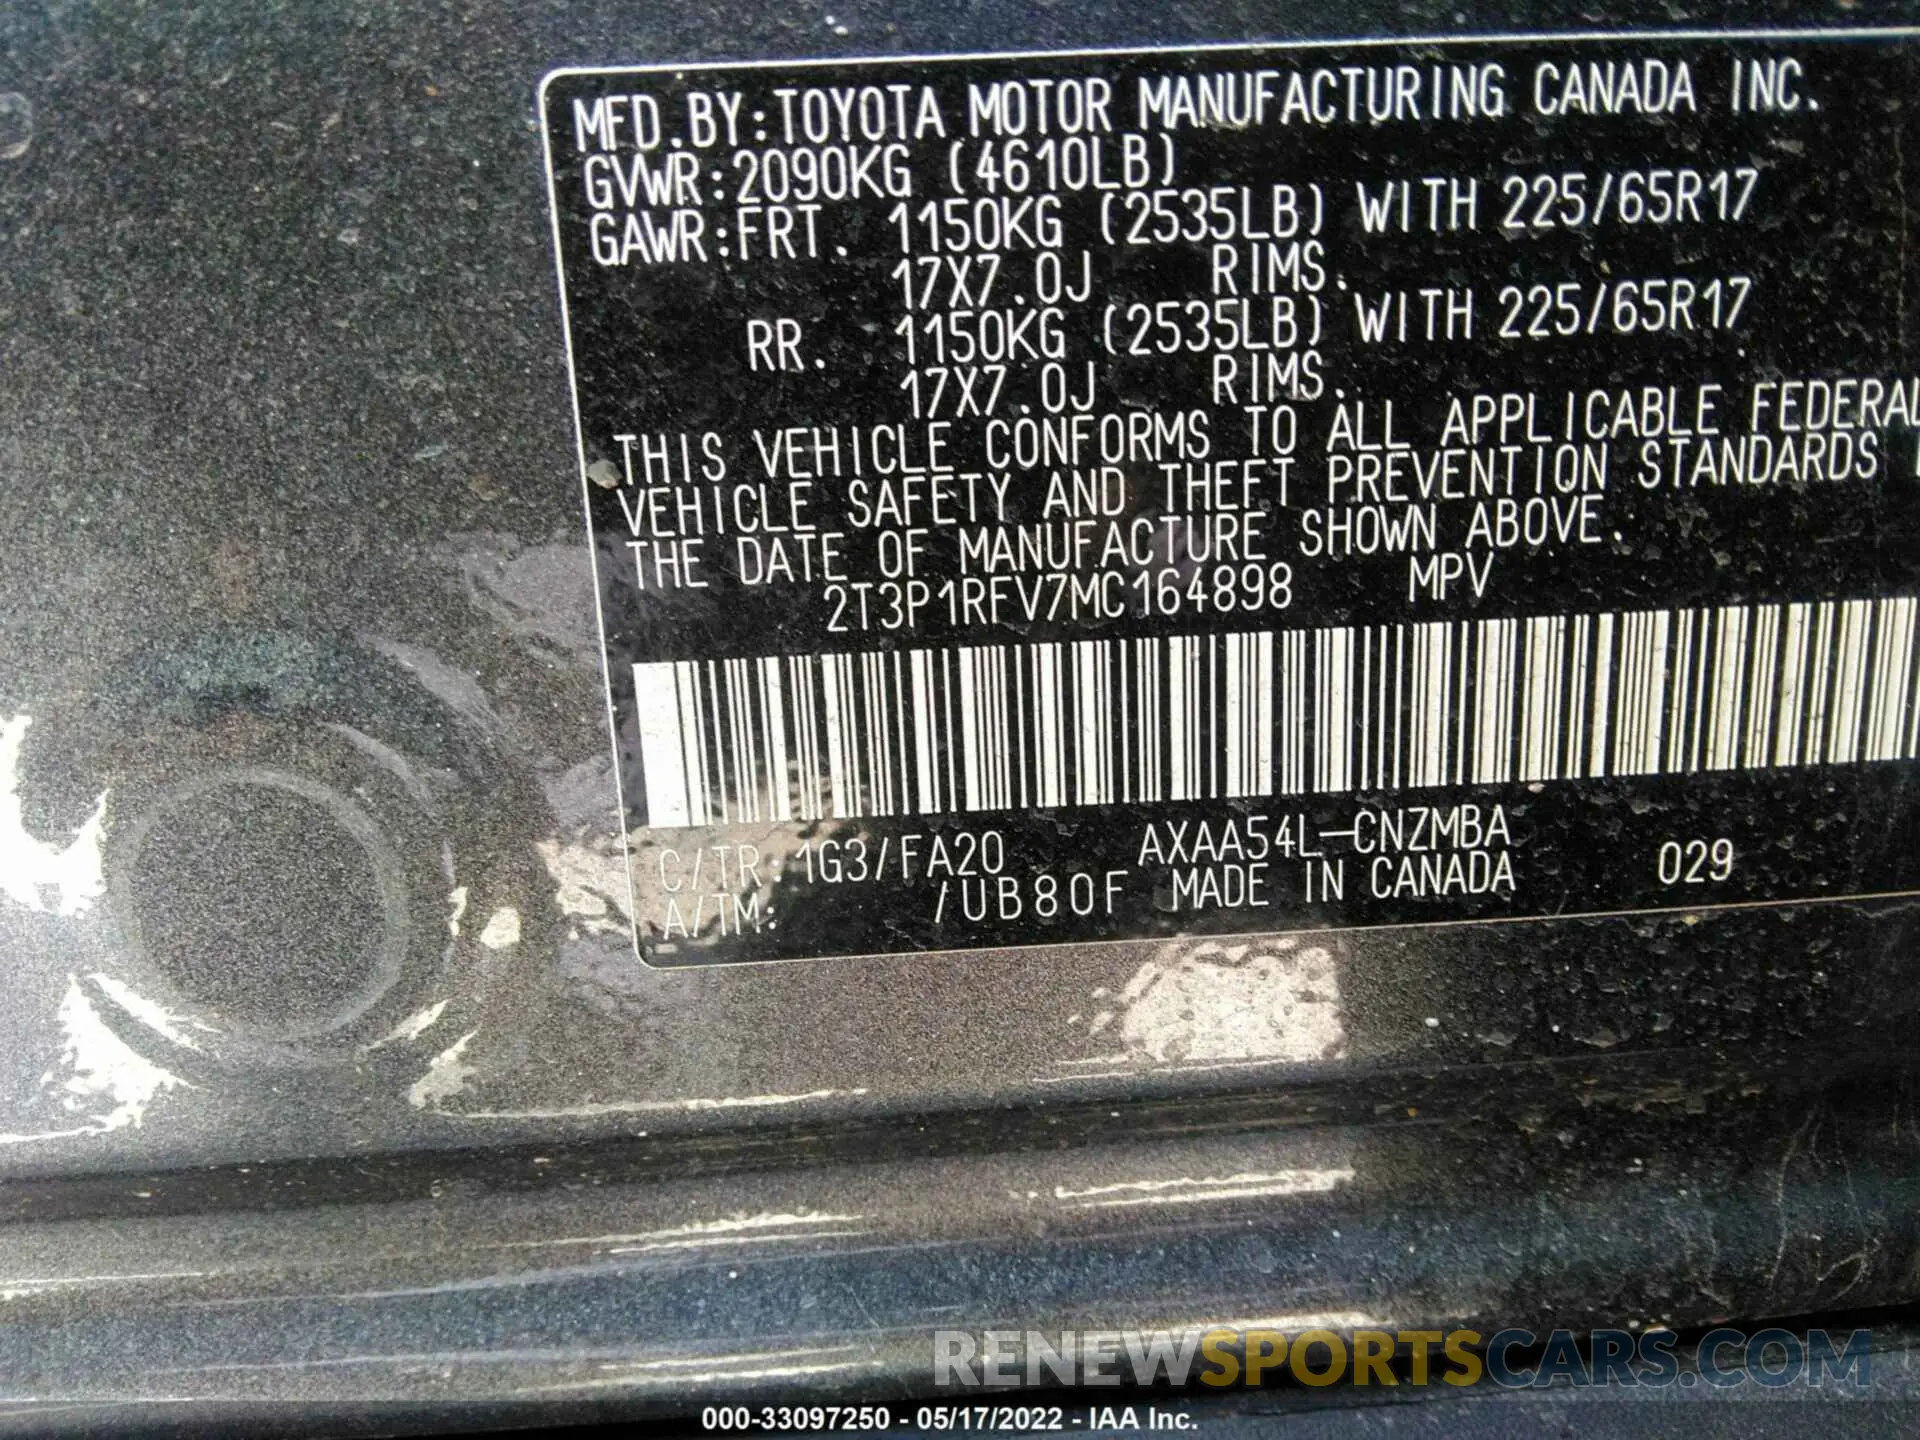 MFD.BY:TOYOTA MOTOR MANUFACTURING CANADA INC.
GVWR:2090KG (4610LB)
GAWR:FRT. 1150KG (2535LB) WITH 225/65R17
17X7.0J RIMS.
RR. 1150KG (2535LB) WITH 225/65R17
17X7.0J RIMS.
THIS VEHICLE CONFORMS TO ALL APPLICABLE FEDERAL
VEHICLE SAFETY AND THEFT PREVENTION STANDARDS
THE DATE OF MANUFACTURE SHOWN ABOVE.
2T3P1RFV7MC164898 MPV
C/TR:1G3/FA20 AXAA54L-CNZMBA
A/TM: /UB80F MADE IN CANADA 029
RENEWSPORTSCARS.COM
000-33097250 - 05/17/2022 - IAA Inc.